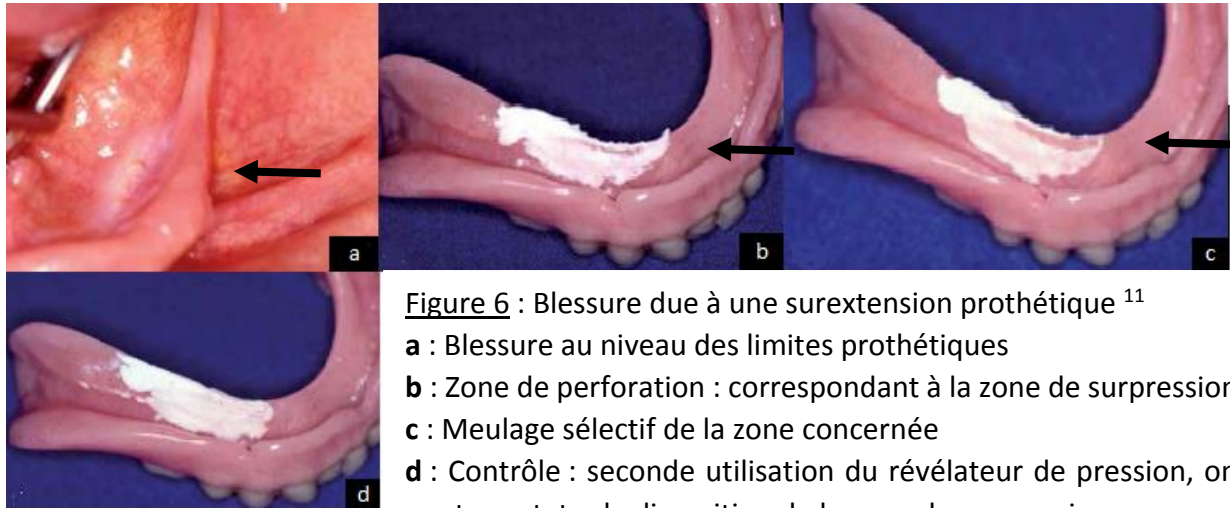 a
b
c
d
Figure 6 : Blessure due à une surextension prothétique 11
a : Blessure au niveau des limites prothétiques
b : Zone de perforation : correspondant à la zone de surpression
c : Meulage sélectif de la zone concernée
d : Contrôle : seconde utilisation du révélateur de pression, on